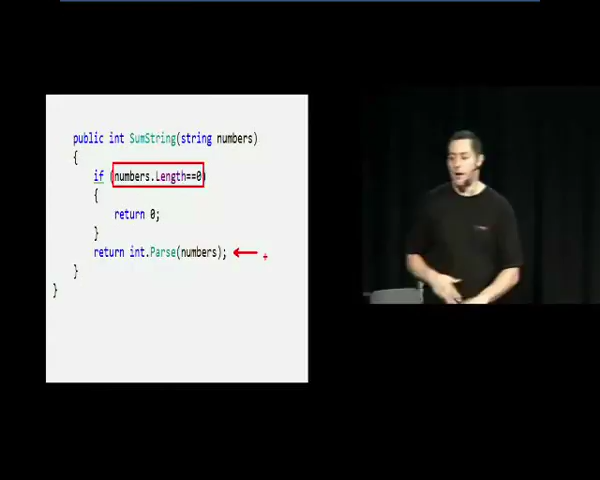 public int SumString(string numbers)
{
if (numbers.Length==0)
{
return 0;
}
return int.Parse(numbers);
}
}